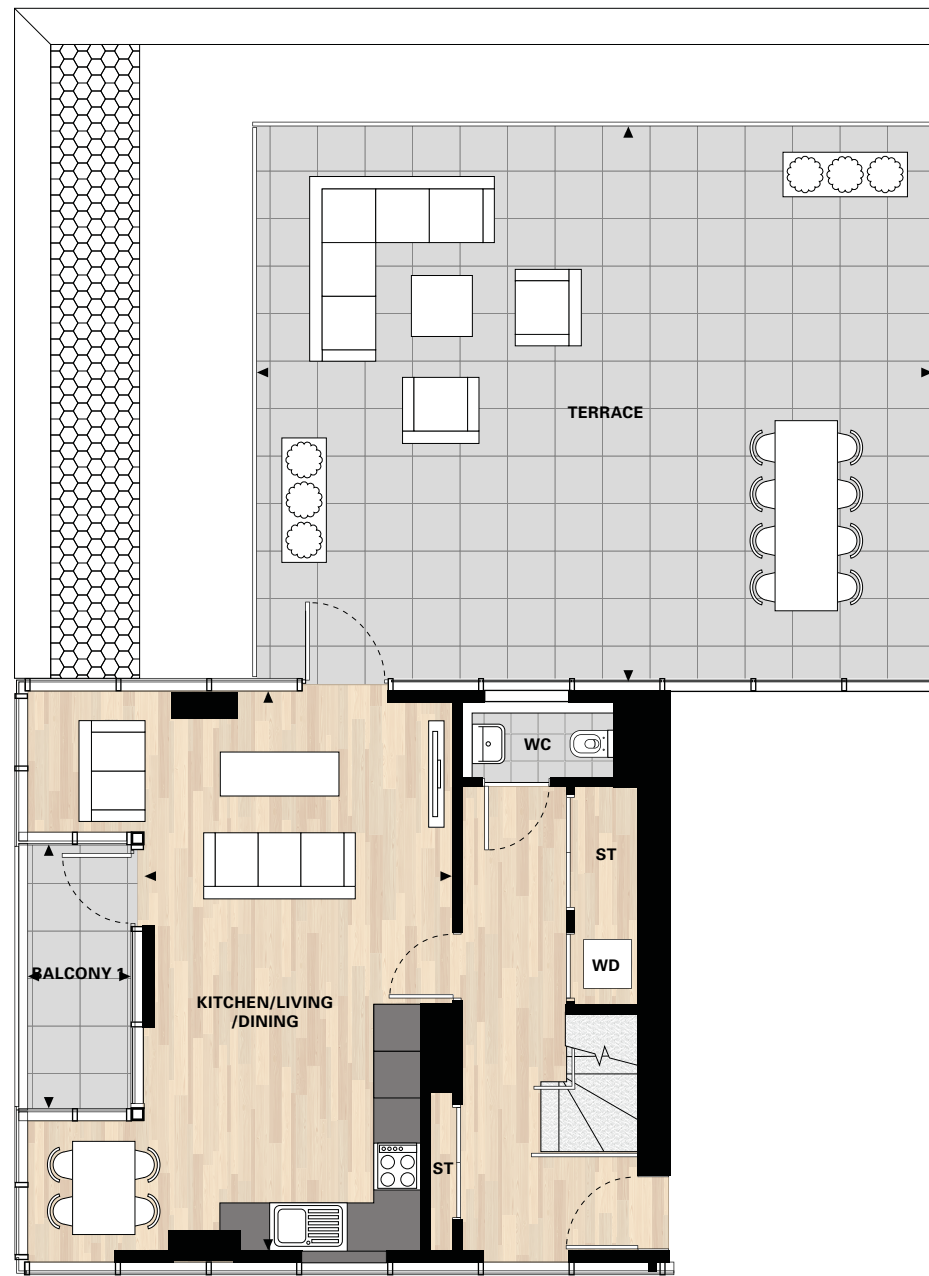 TERRACE
WC
ST
WD
BALCONY 1
KITCHEN/LIVING
/DINING
ST